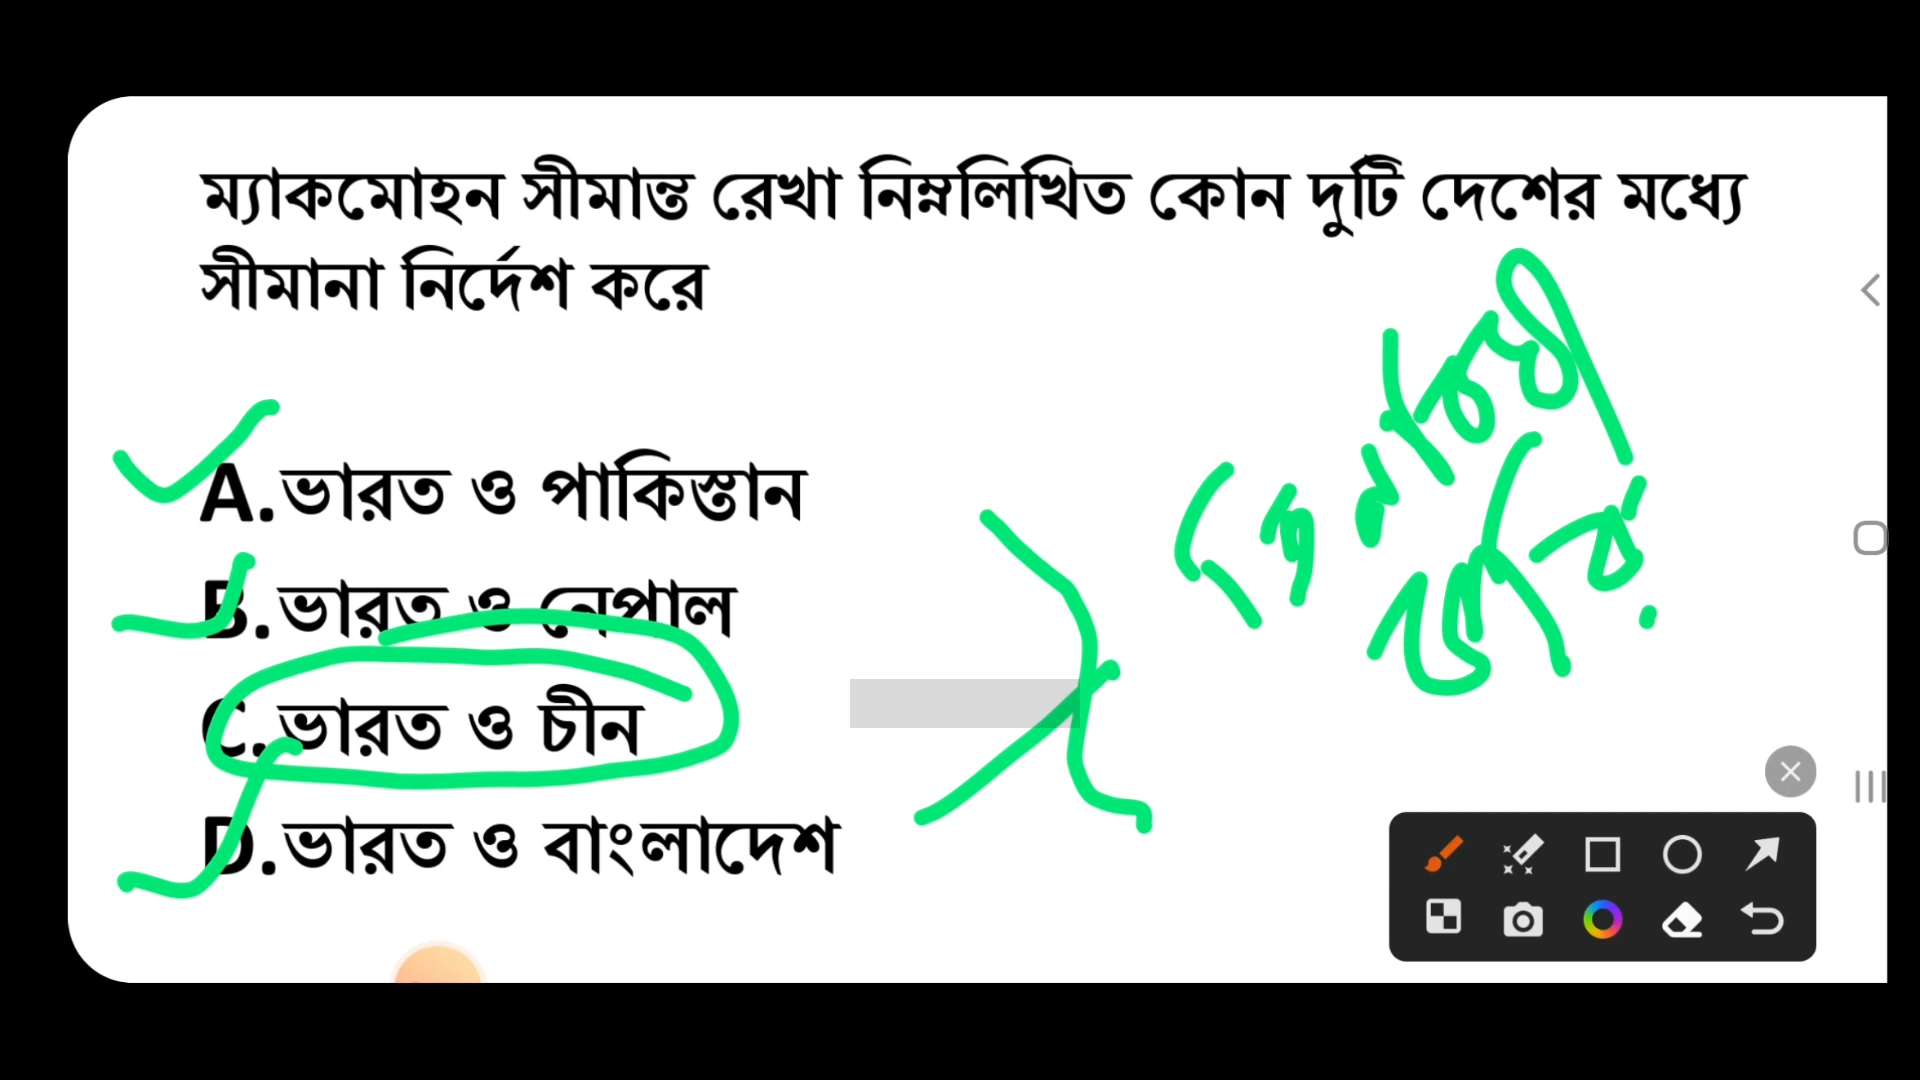 ম্যাকমোহন সীমান্ত রেখা নিম্নলিখিত কোন দুটি দেশের মধ্যে
সীমানা নির্দেশ করে
A.ভারত ও পাকিস্তান
B.ভারত ও নেপাল
C.ভারত ও চীন
D.ভারত ও বাংলাদেশ